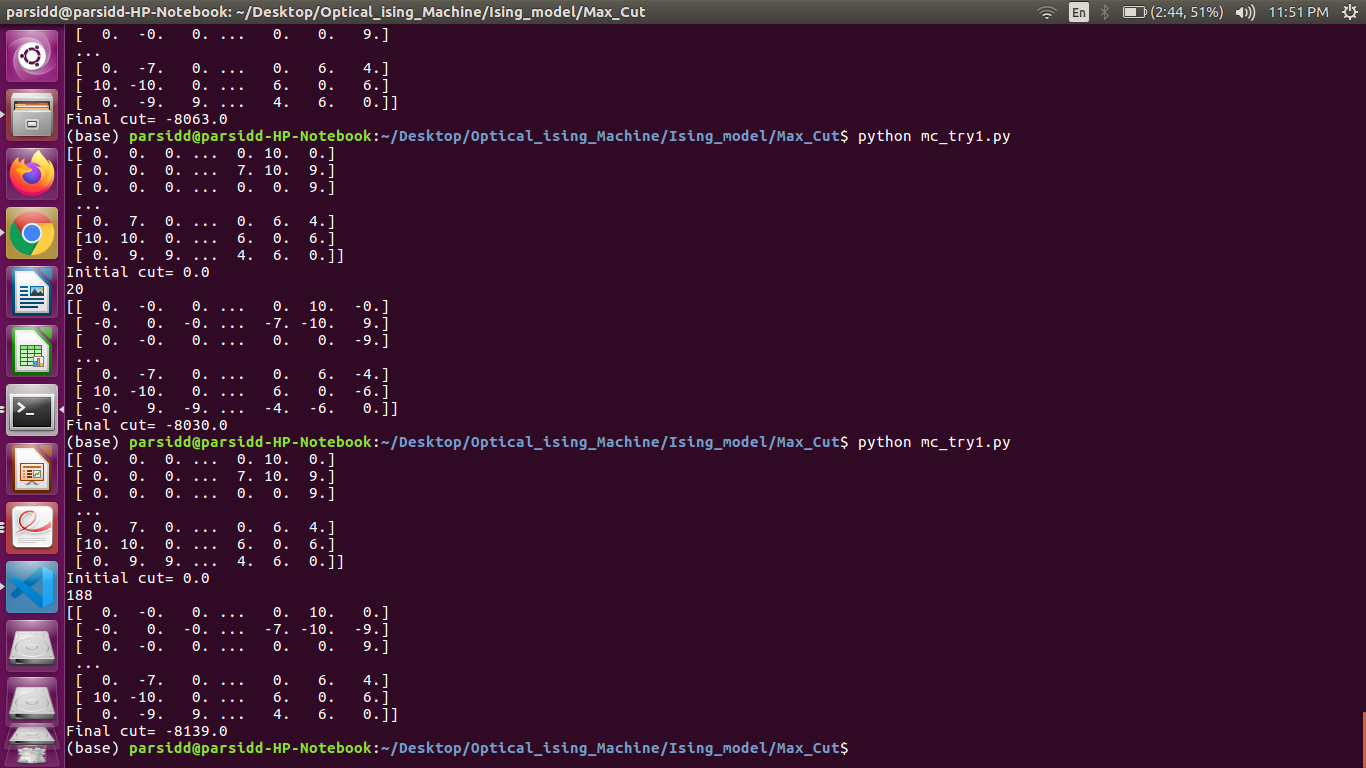 parsidd@parsidd-HP-Notebook: ~/Desktop/Optical_ising_Machine/Ising_model/Max_Cut En (2:44, 51%) 11:51 PM
[  0.  -0.   0. ...   0.   0.   9.]
...
[  0.  -7.   0. ...   0.   6.   4.]
[ 10. -10.   0. ...   6.   0.   6.]
[  0.  -9.   9. ...   4.   6.   0.]]
Final cut= -8063.0
(base) parsidd@parsidd-HP-Notebook:~/Desktop/Optical_ising_Machine/Ising_model/Max_Cut$ python mc_try1.py
[[ 0.  0.  0. ...  0. 10.  0.]
[ 0.  0.  0. ...  7. 10.  9.]
[ 0.  0.  0. ...  0.  0.  9.]
...
[ 0.  7.  0. ...  0.  6.  4.]
[10. 10.  0. ...  6.  0.  6.]
[ 0.  9.  9. ...  4.  6.  0.]]
Initial cut= 0.0
20
[[  0.  -0.   0. ...   0.  10.  -0.]
[ -0.   0.  -0. ...  -7. -10.   9.]
[  0.  -0.   0. ...   0.   0.  -9.]
...
[  0.  -7.   0. ...   0.   6.  -4.]
[ 10. -10.   0. ...   6.   0.  -6.]
[ -0.   9.  -9. ...  -4.  -6.   0.]]
Final cut= -8030.0
(base) parsidd@parsidd-HP-Notebook:~/Desktop/Optical_ising_Machine/Ising_model/Max_Cut$ python mc_try1.py
[[ 0.  0.  0. ...  0. 10.  0.]
[ 0.  0.  0. ...  7. 10.  9.]
[ 0.  0.  0. ...  0.  0.  9.]
...
[ 0.  7.  0. ...  0.  6.  4.]
[10. 10.  0. ...  6.  0.  6.]
[ 0.  9.  9. ...  4.  6.  0.]]
Initial cut= 0.0
188
[[  0.  -0.   0. ...   0.  10.   0.]
[ -0.   0.  -0. ...  -7. -10.  -9.]
[  0.  -0.   0. ...   0.   0.   9.]
...
[  0.  -7.   0. ...   0.   6.   4.]
[ 10. -10.   0. ...   6.   0.   6.]
[  0.  -9.   9. ...   4.   6.   0.]]
Final cut= -8139.0
(base) parsidd@parsidd-HP-Notebook:~/Desktop/Optical_ising_Machine/Ising_model/Max_Cut$